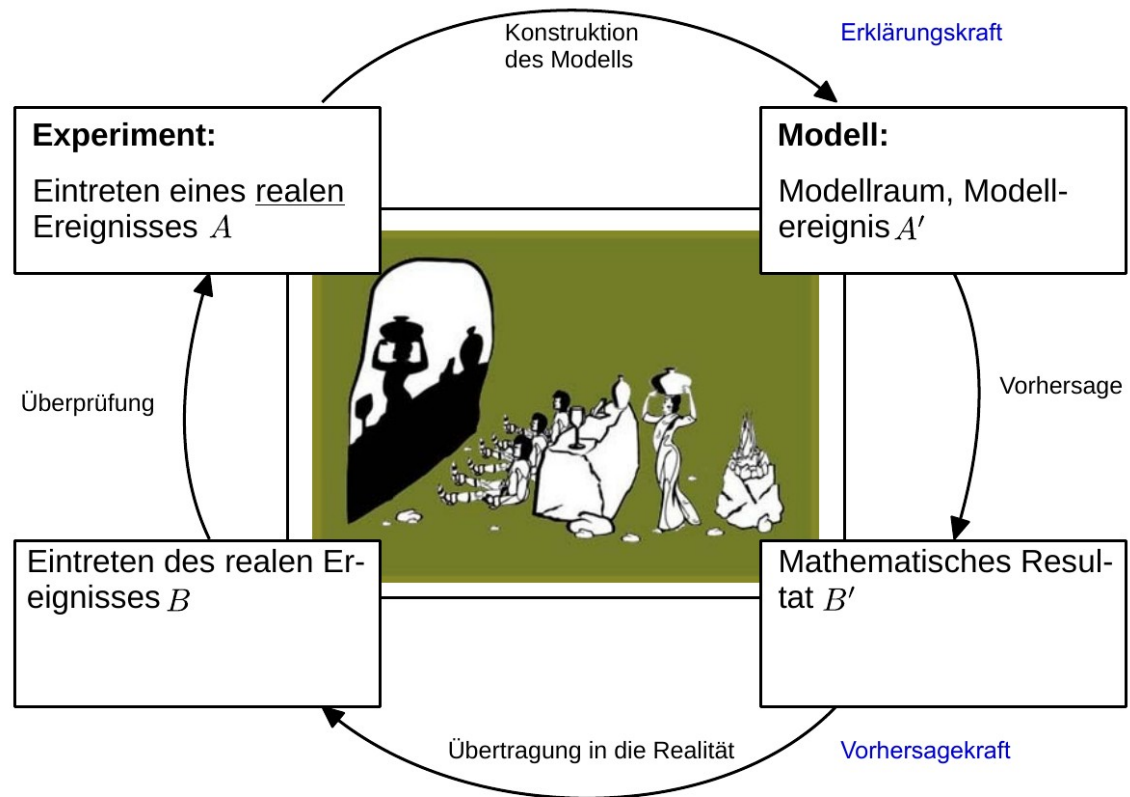 Konstruktion
des Modells
Erklärungskraft
Experiment:
Eintreten eines realen
Ereignisses A
Modell:
Modellraum, Modell-
ereignis A′
Überprüfung
Vorhersage
Eintreten des realen Er-
eignisses B
Mathematisches Resul-
tat B′
Übertragung in die Realität
Vorhersagekraft